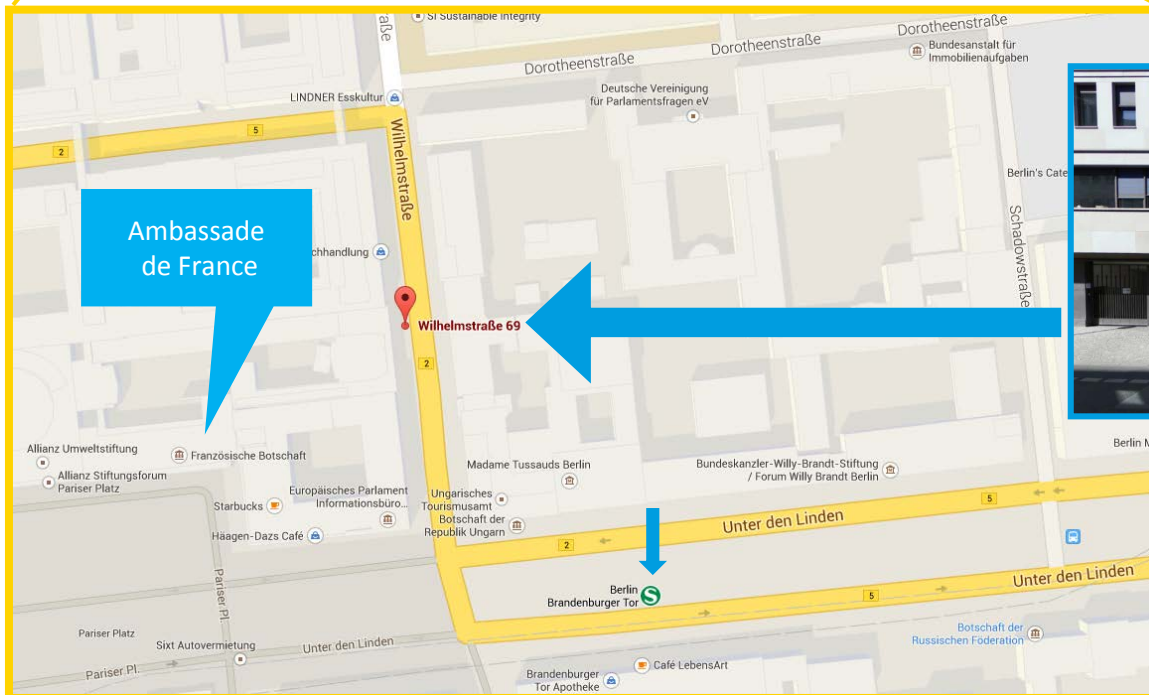 SI Sustainable Integrity
aße
Dorotheenstraße
Dorotheenstraße
Dorotheenstraße
Bundesanstalt für
Immobilienaufgaben
LINDNER Esskultur
Deutsche Vereinigung
für Parlamentsfragen eV
5
2
Wilhelmstraße
Berlin's Cate
Schadowstraße
Ambassade
de France
chhandlung
Wilhelmstraße 69
2
Allianz Umweltstiftung
Allianz Stiftungsforum
Pariser Platz
Französische Botschaft
Madame Tussauds Berlin
Bundeskanzler-Willy-Brandt-Stiftung
/ Forum Willy Brandt Berlin
Berlin M
Starbucks
Europäisches Parlament
Informationsbüro...
Ungarisches
Tourismusamt
Botschaft der
Republik Ungarn
Häagen-Dazs Café
5
Unter den Linden
2
Pariser Pl.
Berlin
Brandenburger Tor
S
5
Unter den Linden
Pariser Platz
Sixt Autovermietung
Unter den Linden
Pariser Pl.
Botschaft der
Russischen Föderation
Café LebensArt
Brandenburger
Tor Apotheke